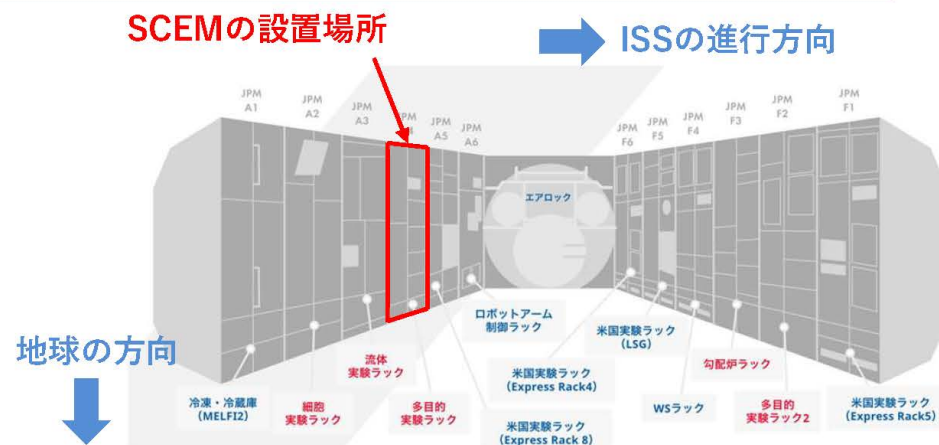 SCEMの設置場所
ISSの進行方向
JPM
A1
JPM
A2
JPM
A3
JPM
A5
JPM
A6
JPM
F6
JPM
F5
JPM
F4
JPM
F3
JPM
F2
JPM
F1
エアロック
地球の方向
冷凍・冷蔵庫
(MELFI2)
細胞
実験ラック
流体
実験ラック
多目的
実験ラック
ロボットアーム
制御ラック
米国実験ラック
(Express Rack 8)
米国実験ラック
(Express Rack4)
米国実験ラック
(LSG)
WSラック
勾配炉ラック
多目的
実験ラック2
米国実験ラック
(Express Rack5)